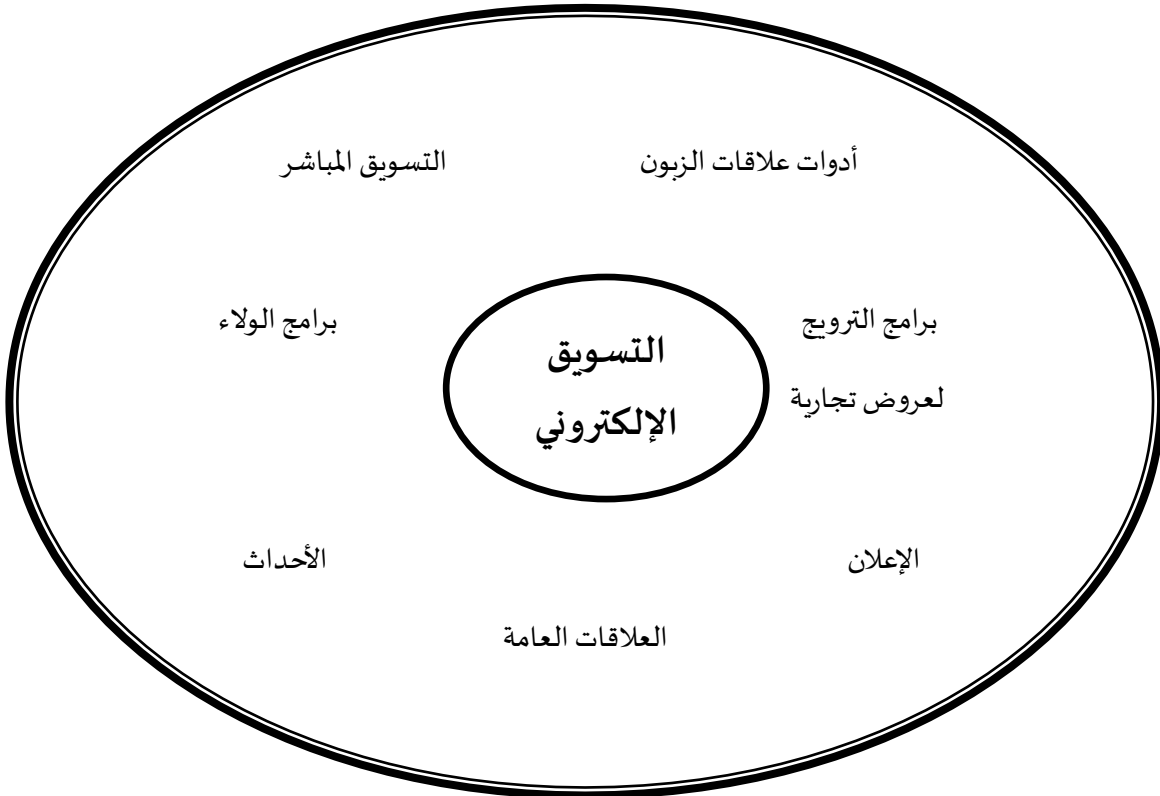 أدوات علاقات الزبون
التسويق المباشر
برامج الترويج
لعروض تجارية
التسويق
الإلكتروني
برامج الولاء
الإعلان
الأحداث
العلاقات العامة